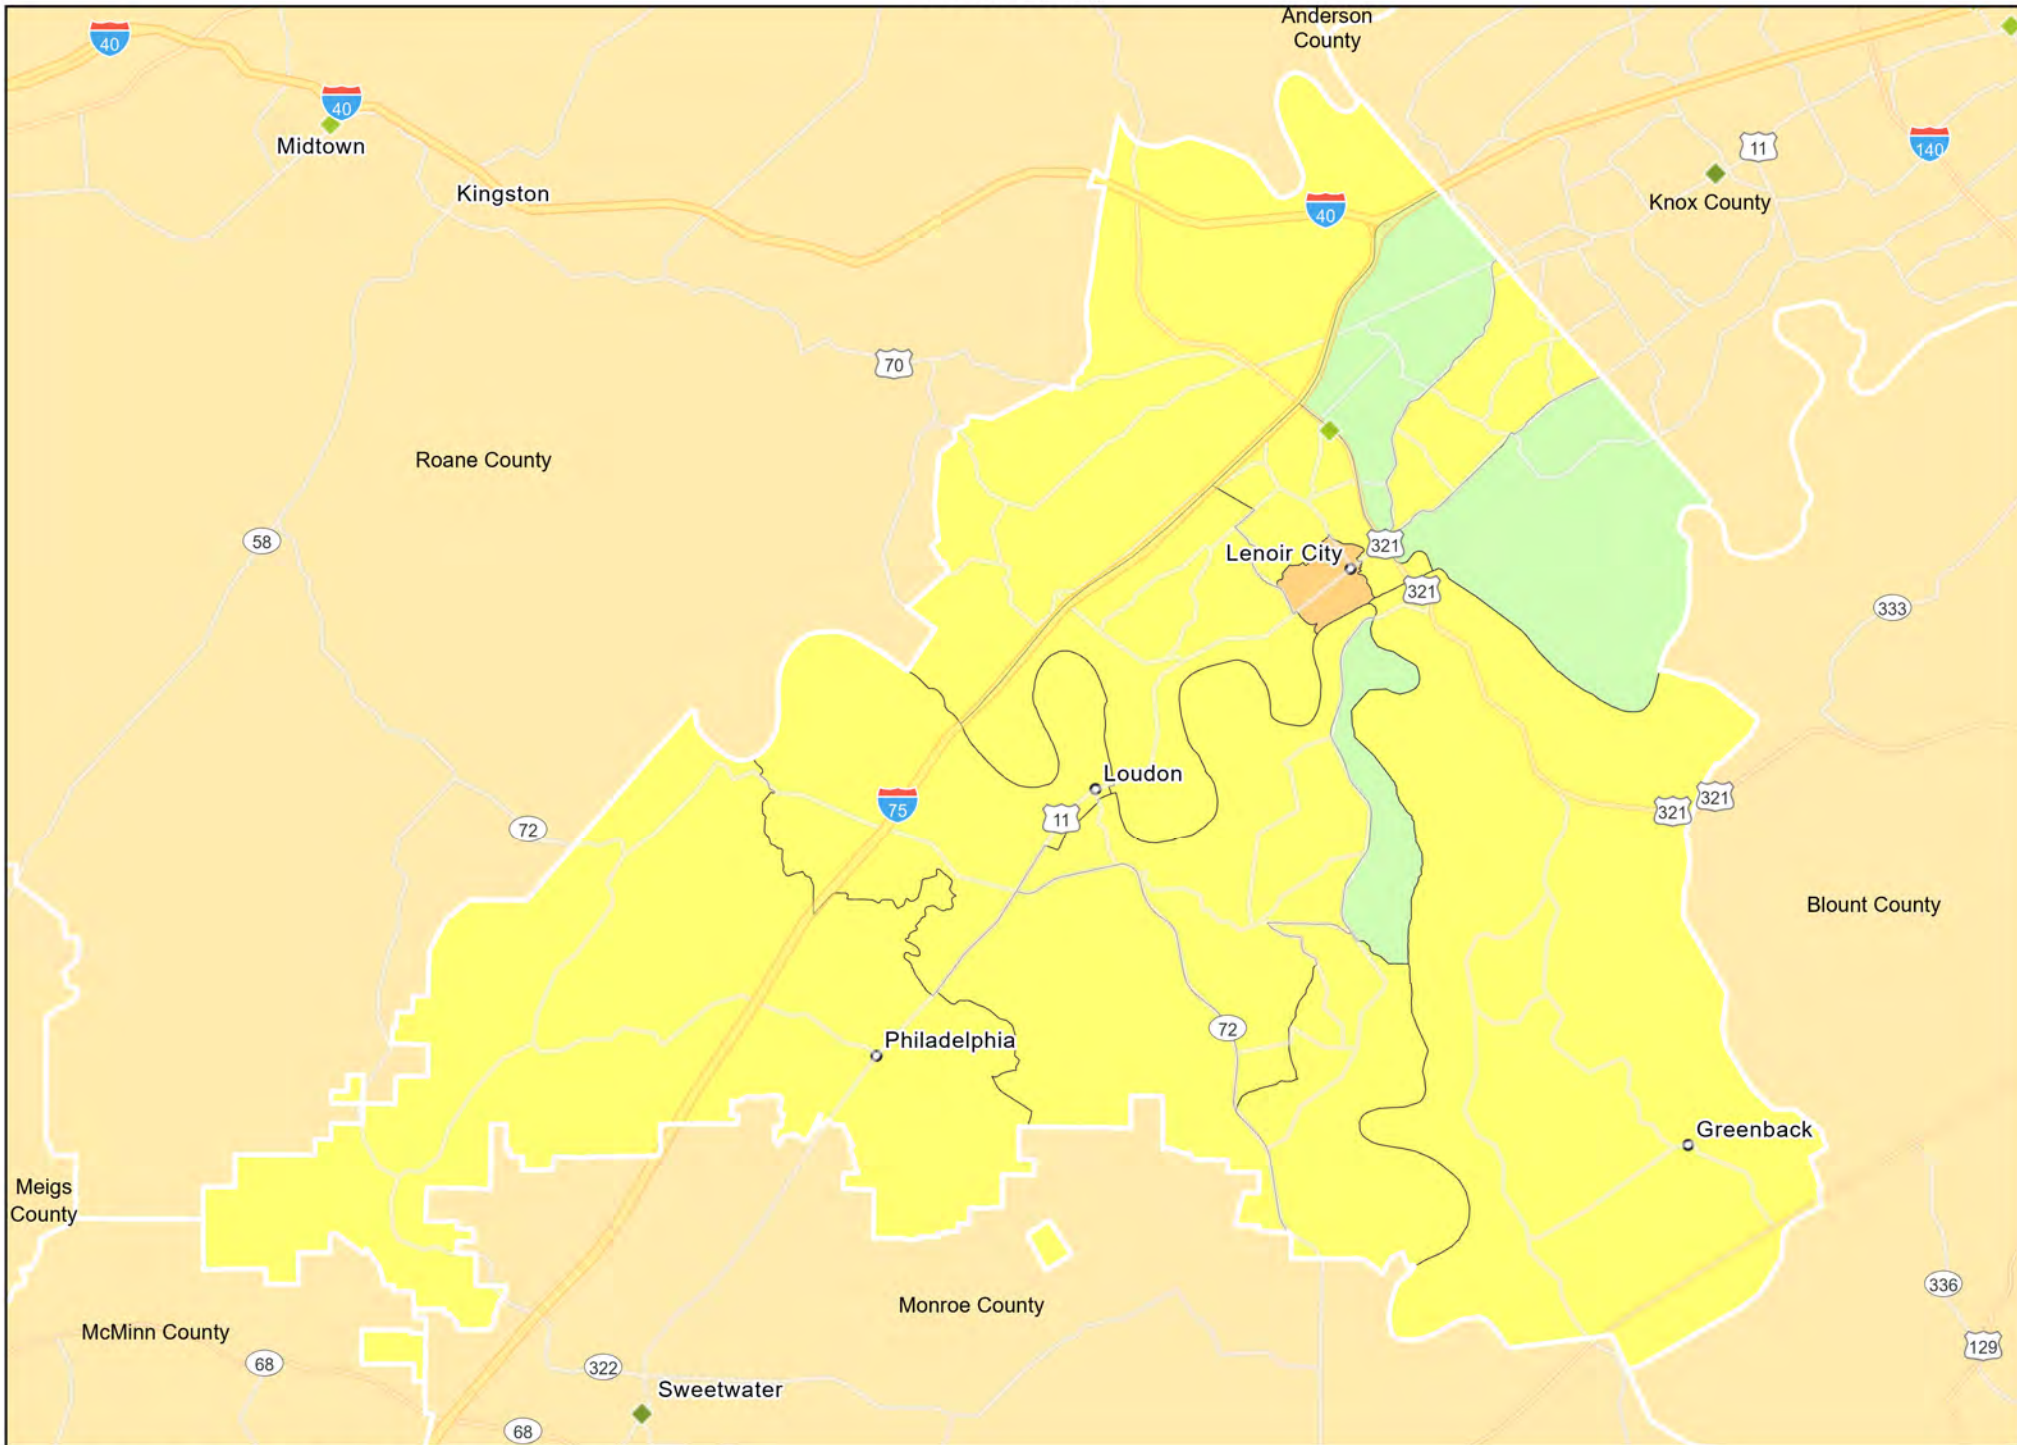 Anderson
County
40
40
Midtown
11
140
Kingston
Knox County
40
70
Roane County
58
Lenoir City
321
321
333
Loudon
75
11
321
321
72
Blount County
72
Philadelphia
Greenback
Meigs
County
Monroe County
336
McMinn County
129
68
322
Sweetwater
68